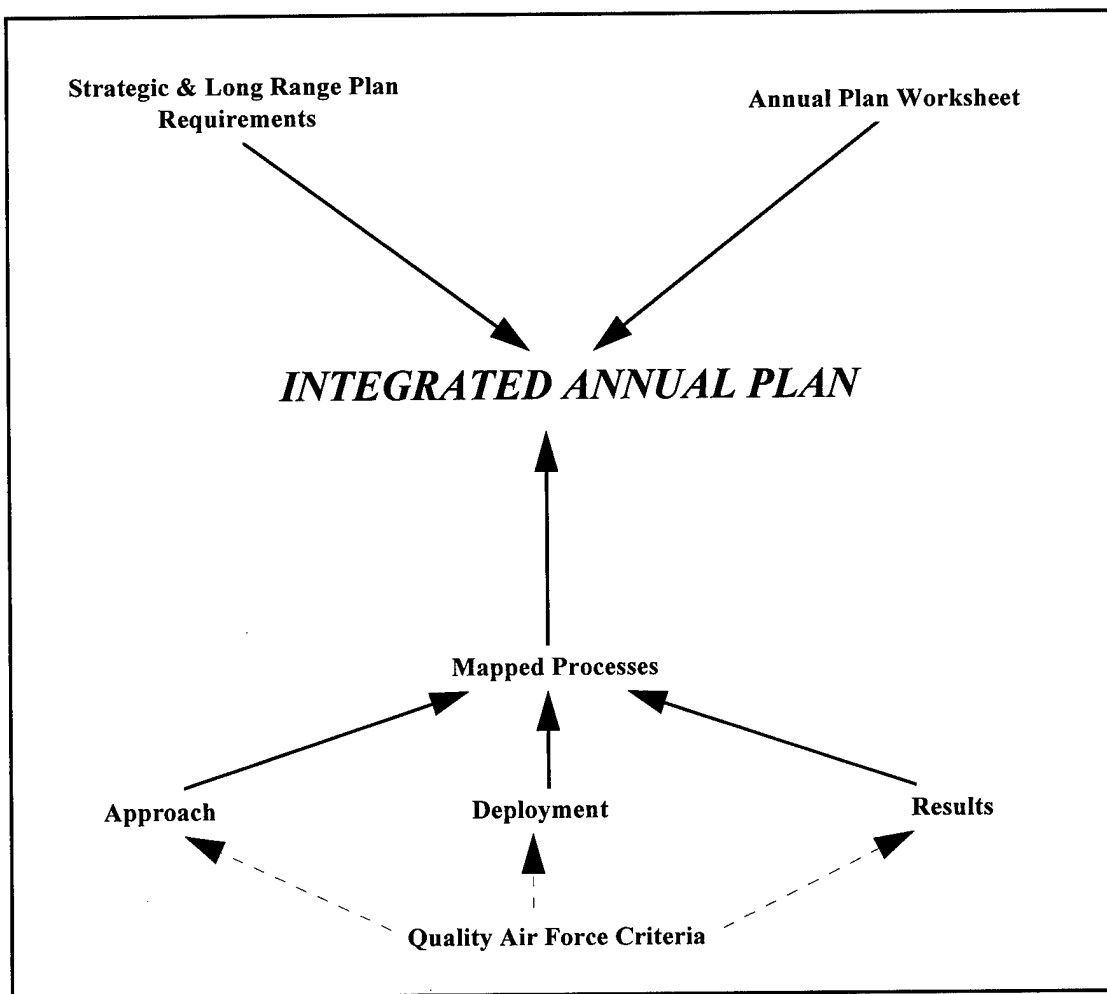 Strategic & Long Range Plan
Requirements
Annual Plan Worksheet
INTEGRATED ANNUAL PLAN
Mapped Processes
Approach
Deployment
Results
Quality Air Force Criteria